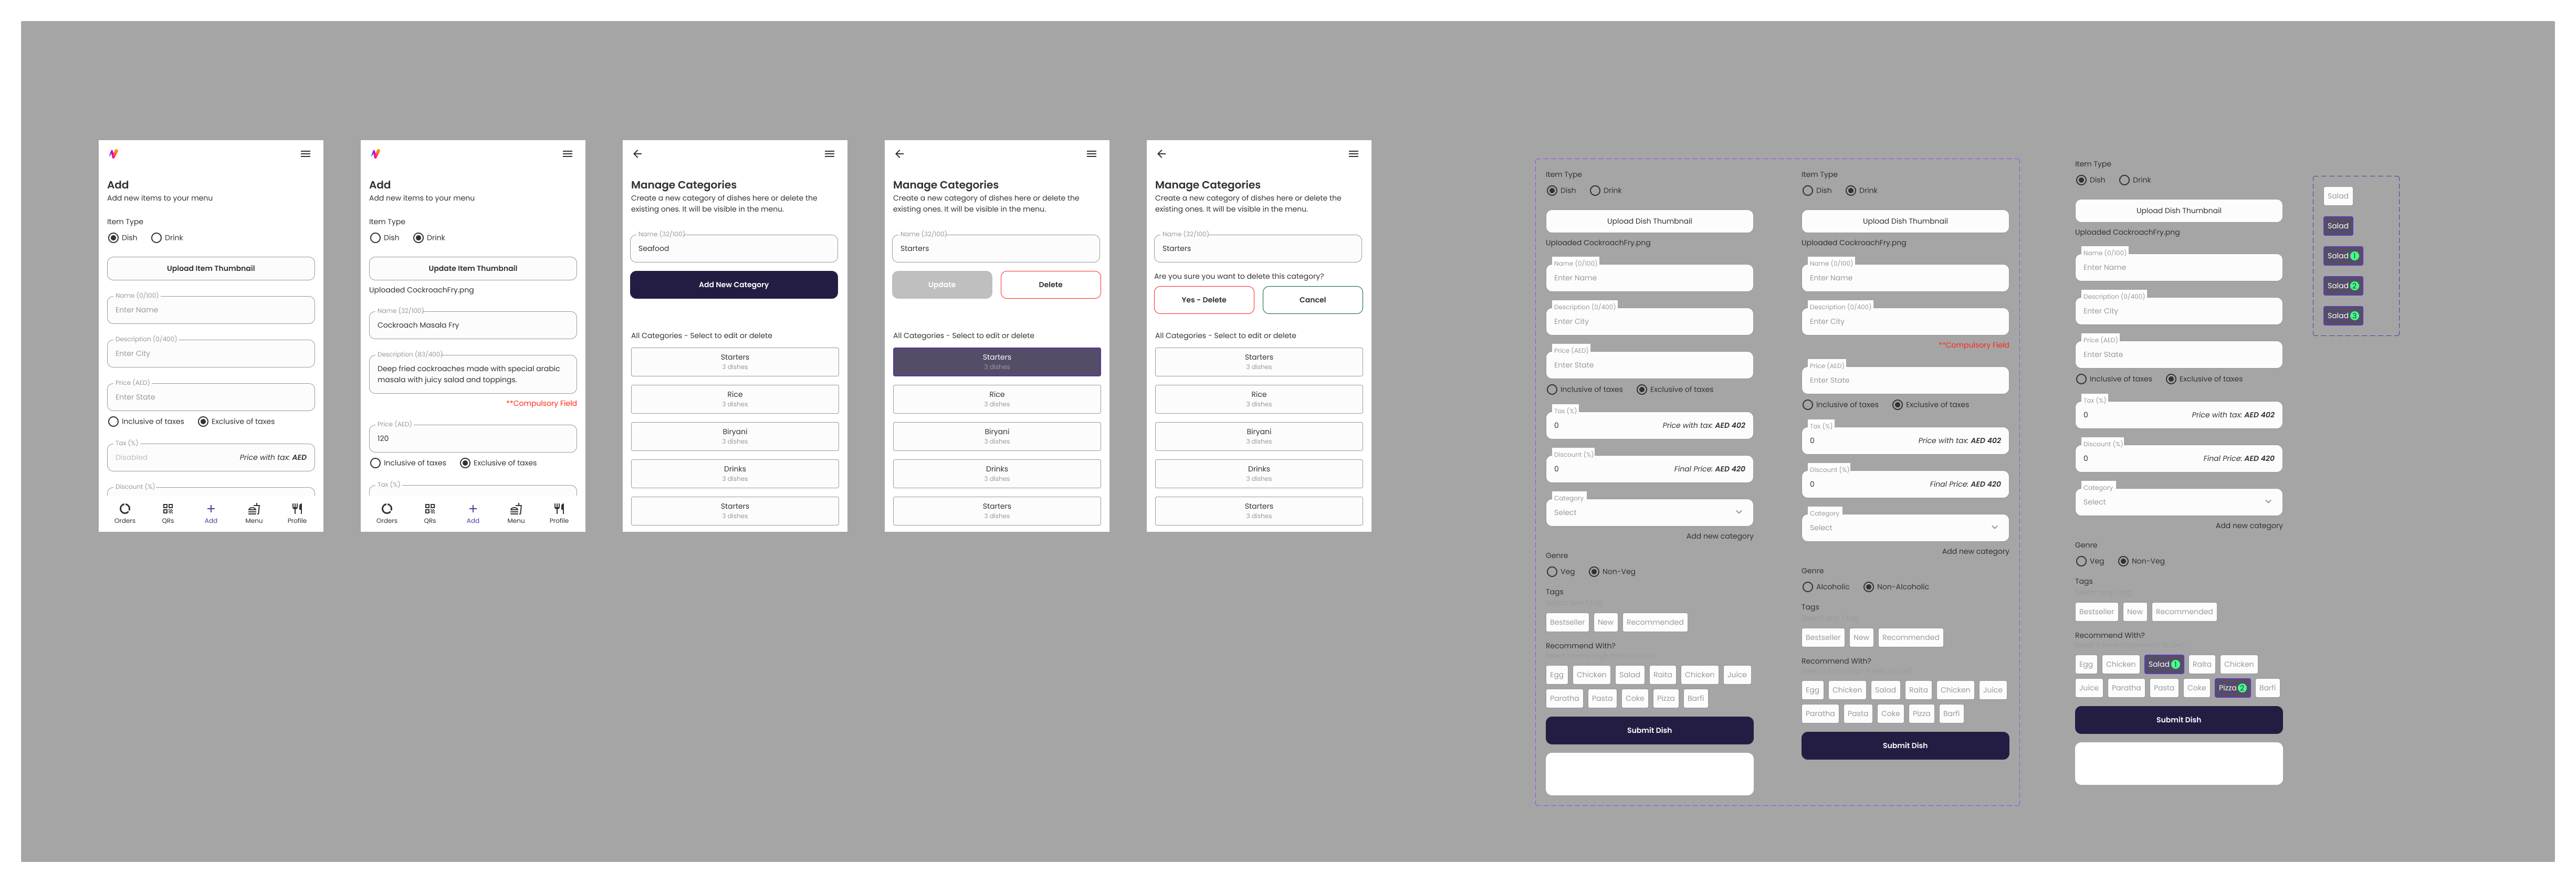 Add
Add new items to your menu
Item Type
Dish
Drink
Upload Item Thumbnail
Name (0/100)
Enter Name
Description (0/400)
Enter City
Price (AED)
Enter State
Inclusive of taxes
Exclusive of taxes
Tax (%)
Disabled
Price with tax: AED
Discount (%)
Orders
QRs
Add
Menu
Profile
Add
Add new items to your menu
Item Type
Dish
Drink
Update Item Thumbnail
Uploaded CockroachFry.png
Name (32/100)
Cockroach Masala Fry
Description (83/400)
Deep fried cockroaches made with special arabic
masala with juicy salad and toppings.
**Compulsory Field
Price (AED)
120
Inclusive of taxes
Exclusive of taxes
Tax (%)
Orders
QRs
Add
Menu
Profile
Manage Categories
Create a new category of dishes here or delete the
existing ones. It will be visible in the menu.
Name (32/100)
Seafood
Add New Category
All Categories - Select to edit or delete
Starters
3 dishes
Rice
3 dishes
Biryani
3 dishes
Drinks
3 dishes
Starters
3 dishes
Manage Categories
Create a new category of dishes here or delete the
existing ones. It will be visible in the menu.
Name (32/100)
Starters
Update
Delete
All Categories - Select to edit or delete
Starters
3 dishes
Rice
3 dishes
Biryani
3 dishes
Drinks
3 dishes
Starters
3 dishes
Manage Categories
Create a new category of dishes here or delete the
existing ones. It will be visible in the menu.
Name (32/100)
Starters
Are you sure you want to delete this category?
Yes - Delete
Cancel
All Categories - Select to edit or delete
Starters
3 dishes
Rice
3 dishes
Biryani
3 dishes
Drinks
3 dishes
Starters
3 dishes
Item Type
Dish
Drink
Upload Dish Thumbnail
Uploaded CockroachFry.png
Name (0/100)
Enter Name
Description (0/400)
Enter City
Price (AED)
Enter State
Inclusive of taxes
Exclusive of taxes
Tax (%)
0
Price with tax: AED 402
Discount (%)
0
Final Price: AED 420
Category
Select
Add new category
Genre
Veg
Non-Veg
Tags
Bestseller
New
Recommended
Recommend With?
Egg
Chicken
Salad
Raita
Chicken
Juice
Paratha
Pasta
Coke
Pizza
Barfi
Submit Dish
Item Type
Dish
Drink
Upload Dish Thumbnail
Uploaded CockroachFry.png
Name (0/100)
Enter Name
Description (0/400)
Enter City
**Compulsory Field
Price (AED)
Enter State
Inclusive of taxes
Exclusive of taxes
Tax (%)
0
Price with tax: AED 402
Discount (%)
0
Final Price: AED 420
Category
Select
Add new category
Genre
Alcoholic
Non-Alcoholic
Tags
Bestseller
New
Recommended
Recommend With?
Egg
Chicken
Salad
Raita
Chicken
Juice
Paratha
Pasta
Coke
Pizza
Barfi
Submit Dish
Item Type
Dish
Drink
Upload Dish Thumbnail
Uploaded CockroachFry.png
Name (0/100)
Enter Name
Description (0/400)
Enter City
Price (AED)
Enter State
Inclusive of taxes
Exclusive of taxes
Tax (%)
0
Price with tax: AED 402
Discount (%)
0
Final Price: AED 420
Category
Select
Add new category
Genre
Veg
Non-Veg
Tags
Bestseller
New
Recommended
Recommend With?
Egg
Chicken
Salad 1
Raita
Chicken
Juice
Paratha
Pasta
Coke
Pizza 2
Barfi
Submit Dish
Salad
Salad
Salad 1
Salad 2
Salad 3